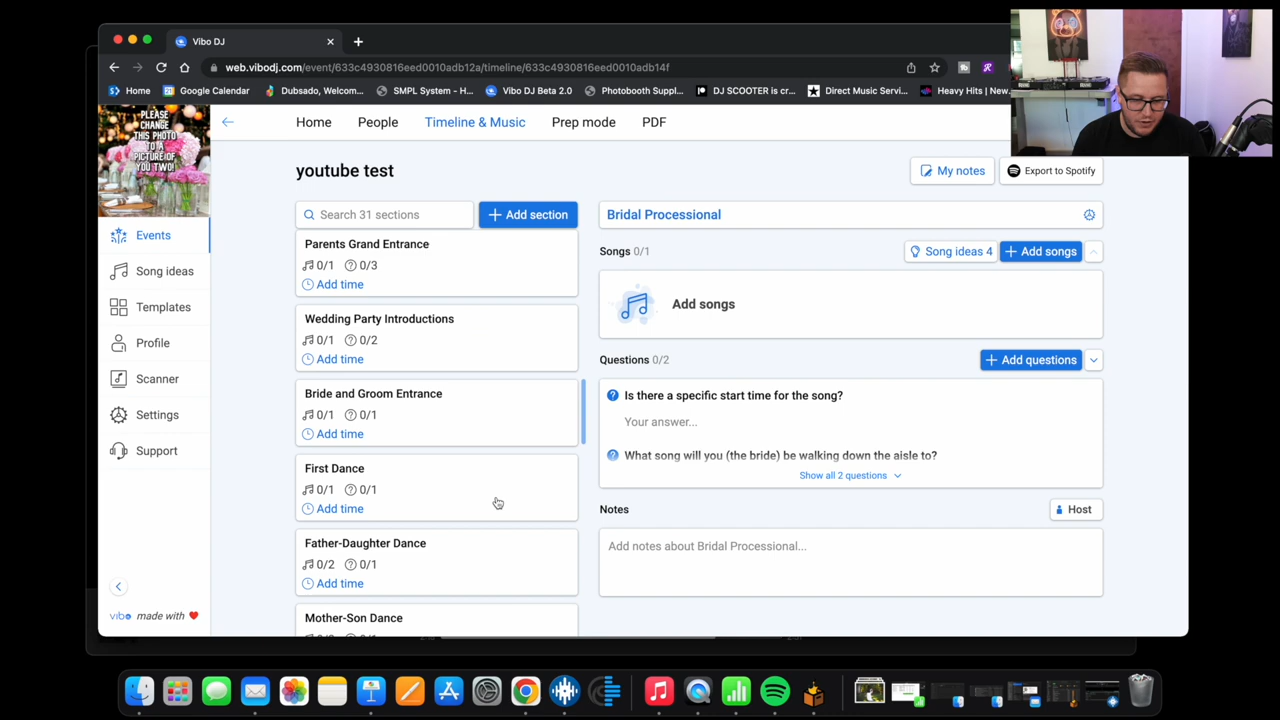 Vibo DJ
web.vibodj.com/event/633c4930816eed0010adb12a/timeline/633c4930816eed0010adb14f
Home
Google Calendar
Dubsado, Welcom...
SMPL System - H...
Vibo DJ Beta 2.0
Photobooth Suppl...
DJ SCOOTER is cr...
Direct Music Servi...
Heavy Hits | New...
PLEASE
CHANGE
THIS PHOTO
TO A
PICTURE OF
YOU TWO!
Home
People
Timeline & Music
Prep mode
PDF
youtube test
My notes
Export to Spotify
Events
Song ideas
Templates
Profile
Scanner
Settings
Support
vibo made with
Search 31 sections
+ Add section
Parents Grand Entrance
0/1 0/3
Add time
Wedding Party Introductions
0/1 0/2
Add time
Bride and Groom Entrance
0/1 0/1
Add time
First Dance
0/1 0/1
Add time
Father-Daughter Dance
0/2 0/1
Add time
Mother-Son Dance
Bridal Processional
Songs 0/1
Song ideas 4
+ Add songs
Add songs
Questions 0/2
+ Add questions
Is there a specific start time for the song?
Your answer...
What song will you (the bride) be walking down the aisle to?
Show all 2 questions
Notes
Host
Add notes about Bridal Processional...